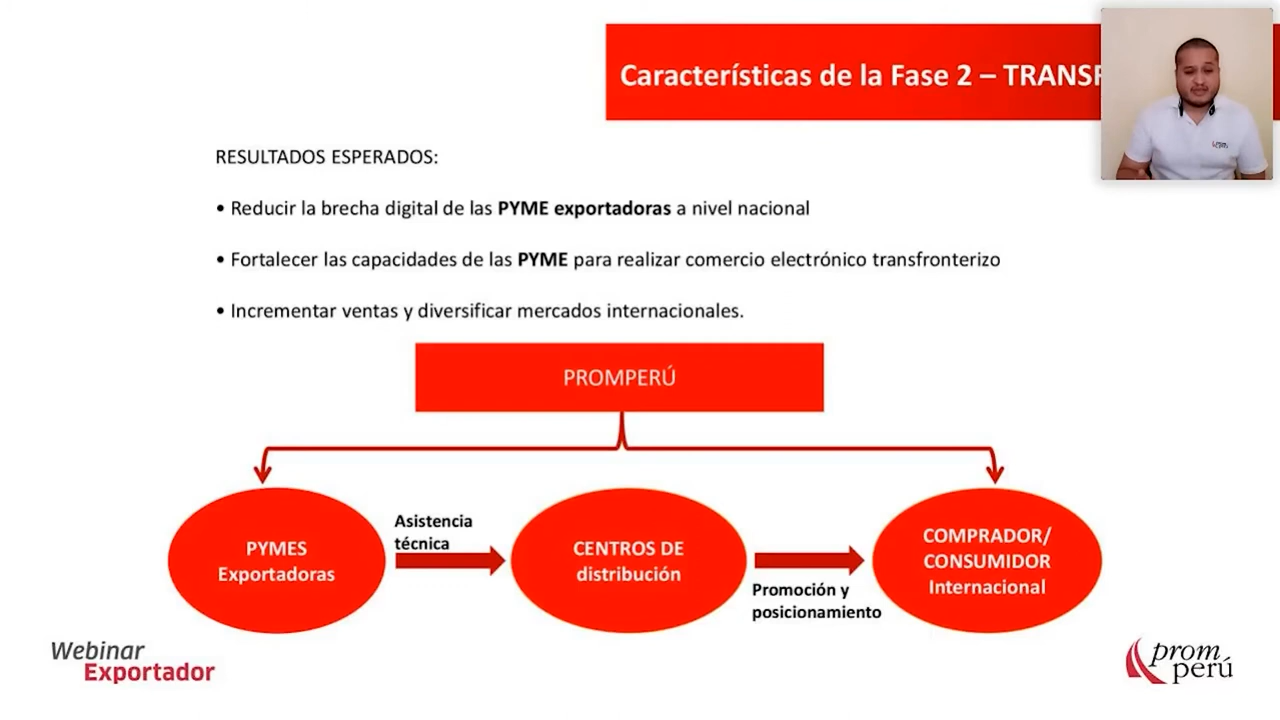 Características de la Fase 2 – TRANSF
RESULTADOS ESPERADOS:
• Reducir la brecha digital de las PYME exportadoras a nivel nacional
• Fortalecer las capacidades de las PYME para realizar comercio electrónico transfronterizo
• Incrementar ventas y diversificar mercados internacionales.
PROMPERÚ
PYMES
Exportadoras
Asistencia
técnica
CENTROS DE
distribución
Promoción y
posicionamiento
COMPRADOR/
CONSUMIDOR
Internacional
Webinar
Exportador
prom
perú